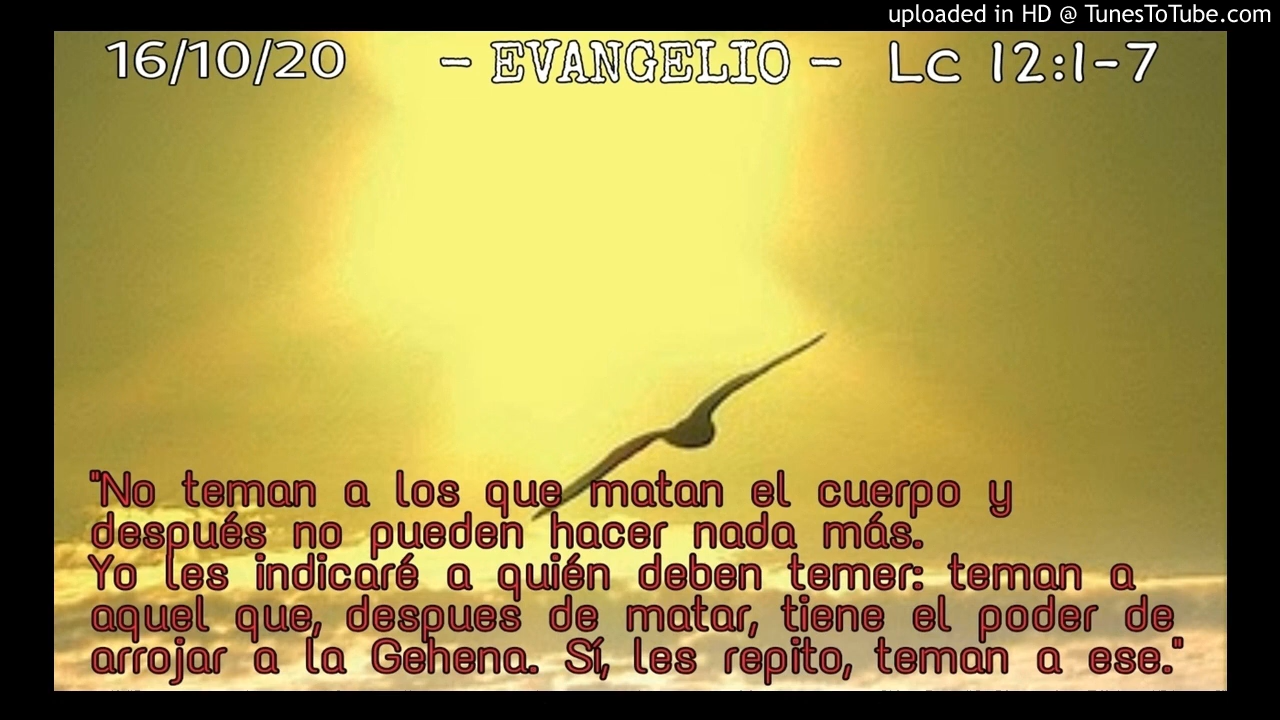 uploaded in HD @ TunesToTube.com
16/10/20 - EVANGELIO - Lc 12:1-7
"No teman a los que matan el cuerpo y
después no pueden hacer nada más.
Yo les indicaré a quién deben temer: teman a
aquel que, despues de matar, tiene el poder de
arrojar a la Gehena. Sí, les repito, teman a ese."